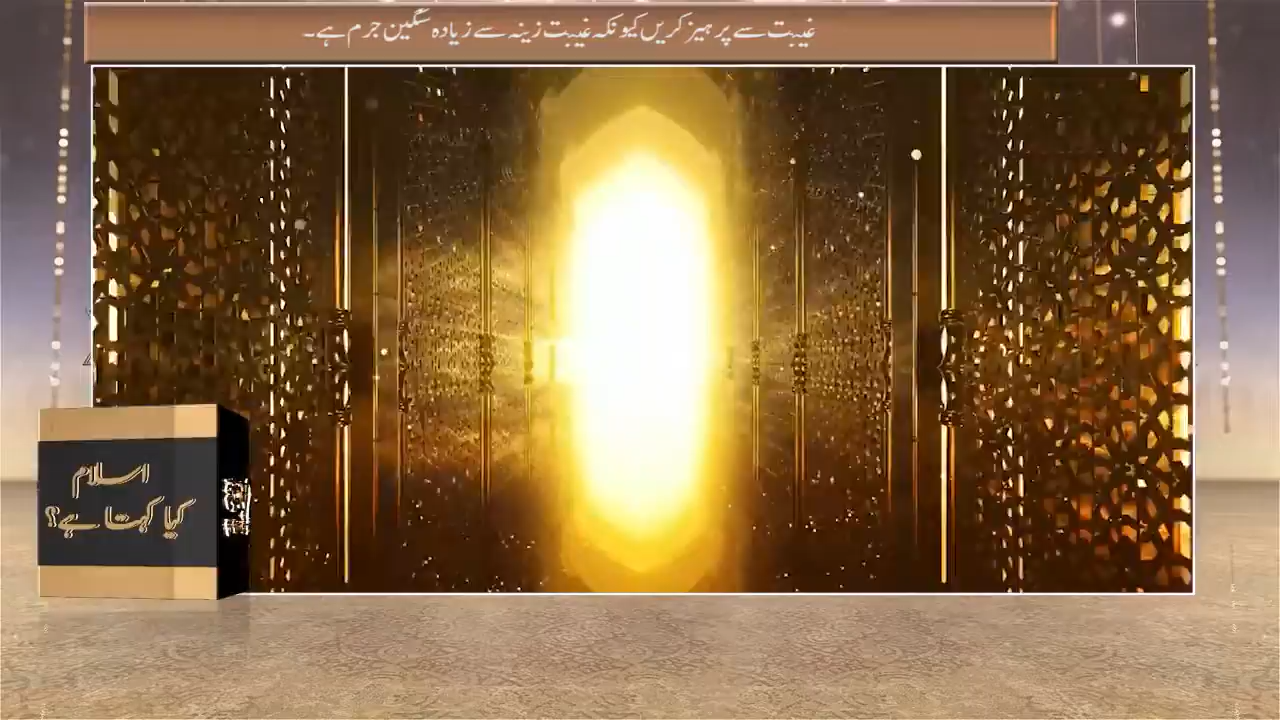 غیبت سے پرہیز کریں کیونکہ غیبت زینہ سے زیادہ سنگین جرم ہے۔
اسلام
کیا کہتا ہے؟